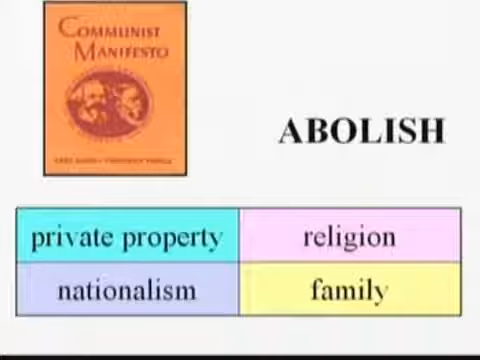 COMMUNIST
MANIFESTO
ABOLISH
private property
religion
nationalism
family